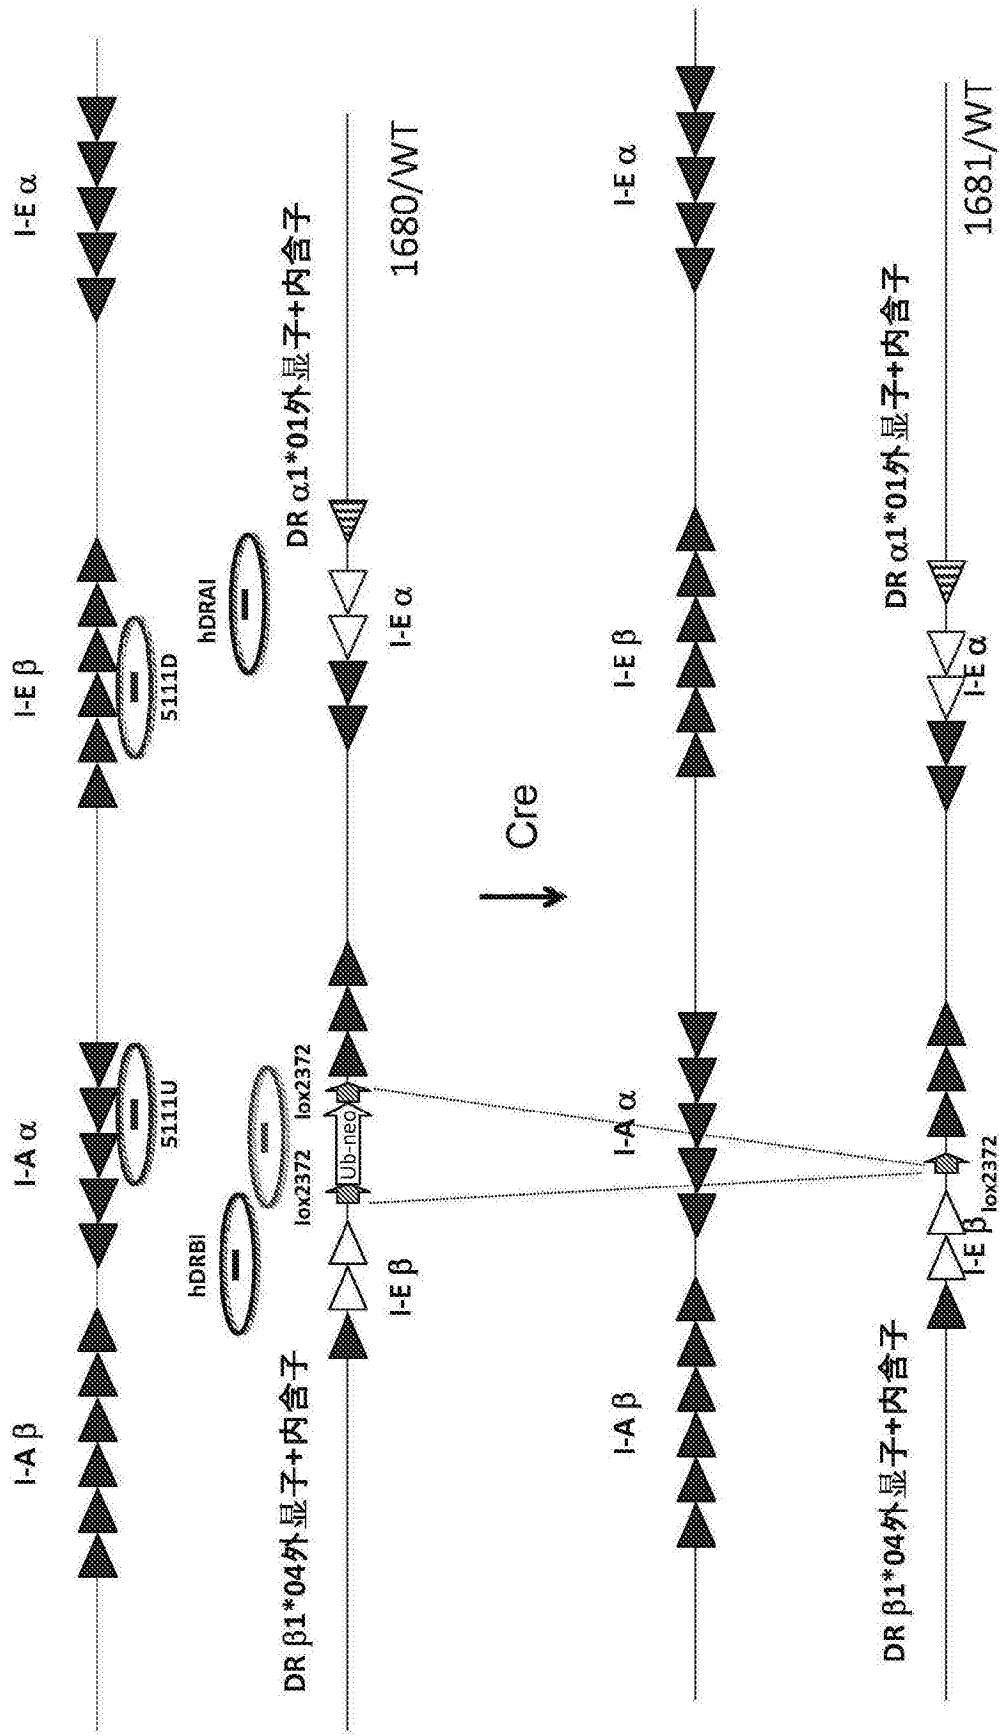 I-A β
I-A α
I-E β
I-E α
5111U
5111D
hDRBI
hDRAI
DR β1*04外显子+内含子
lox2372
lox2372
DR α1*01外显子+内含子
Ub-neo
I-E β
I-E α
1680/WT
Cre
I-A β
I-A α
I-E β
I-E α
DR β1*04外显子+内含子
DR α1*01外显子+内含子
I-E β
lox2372
I-E α
1681/WT